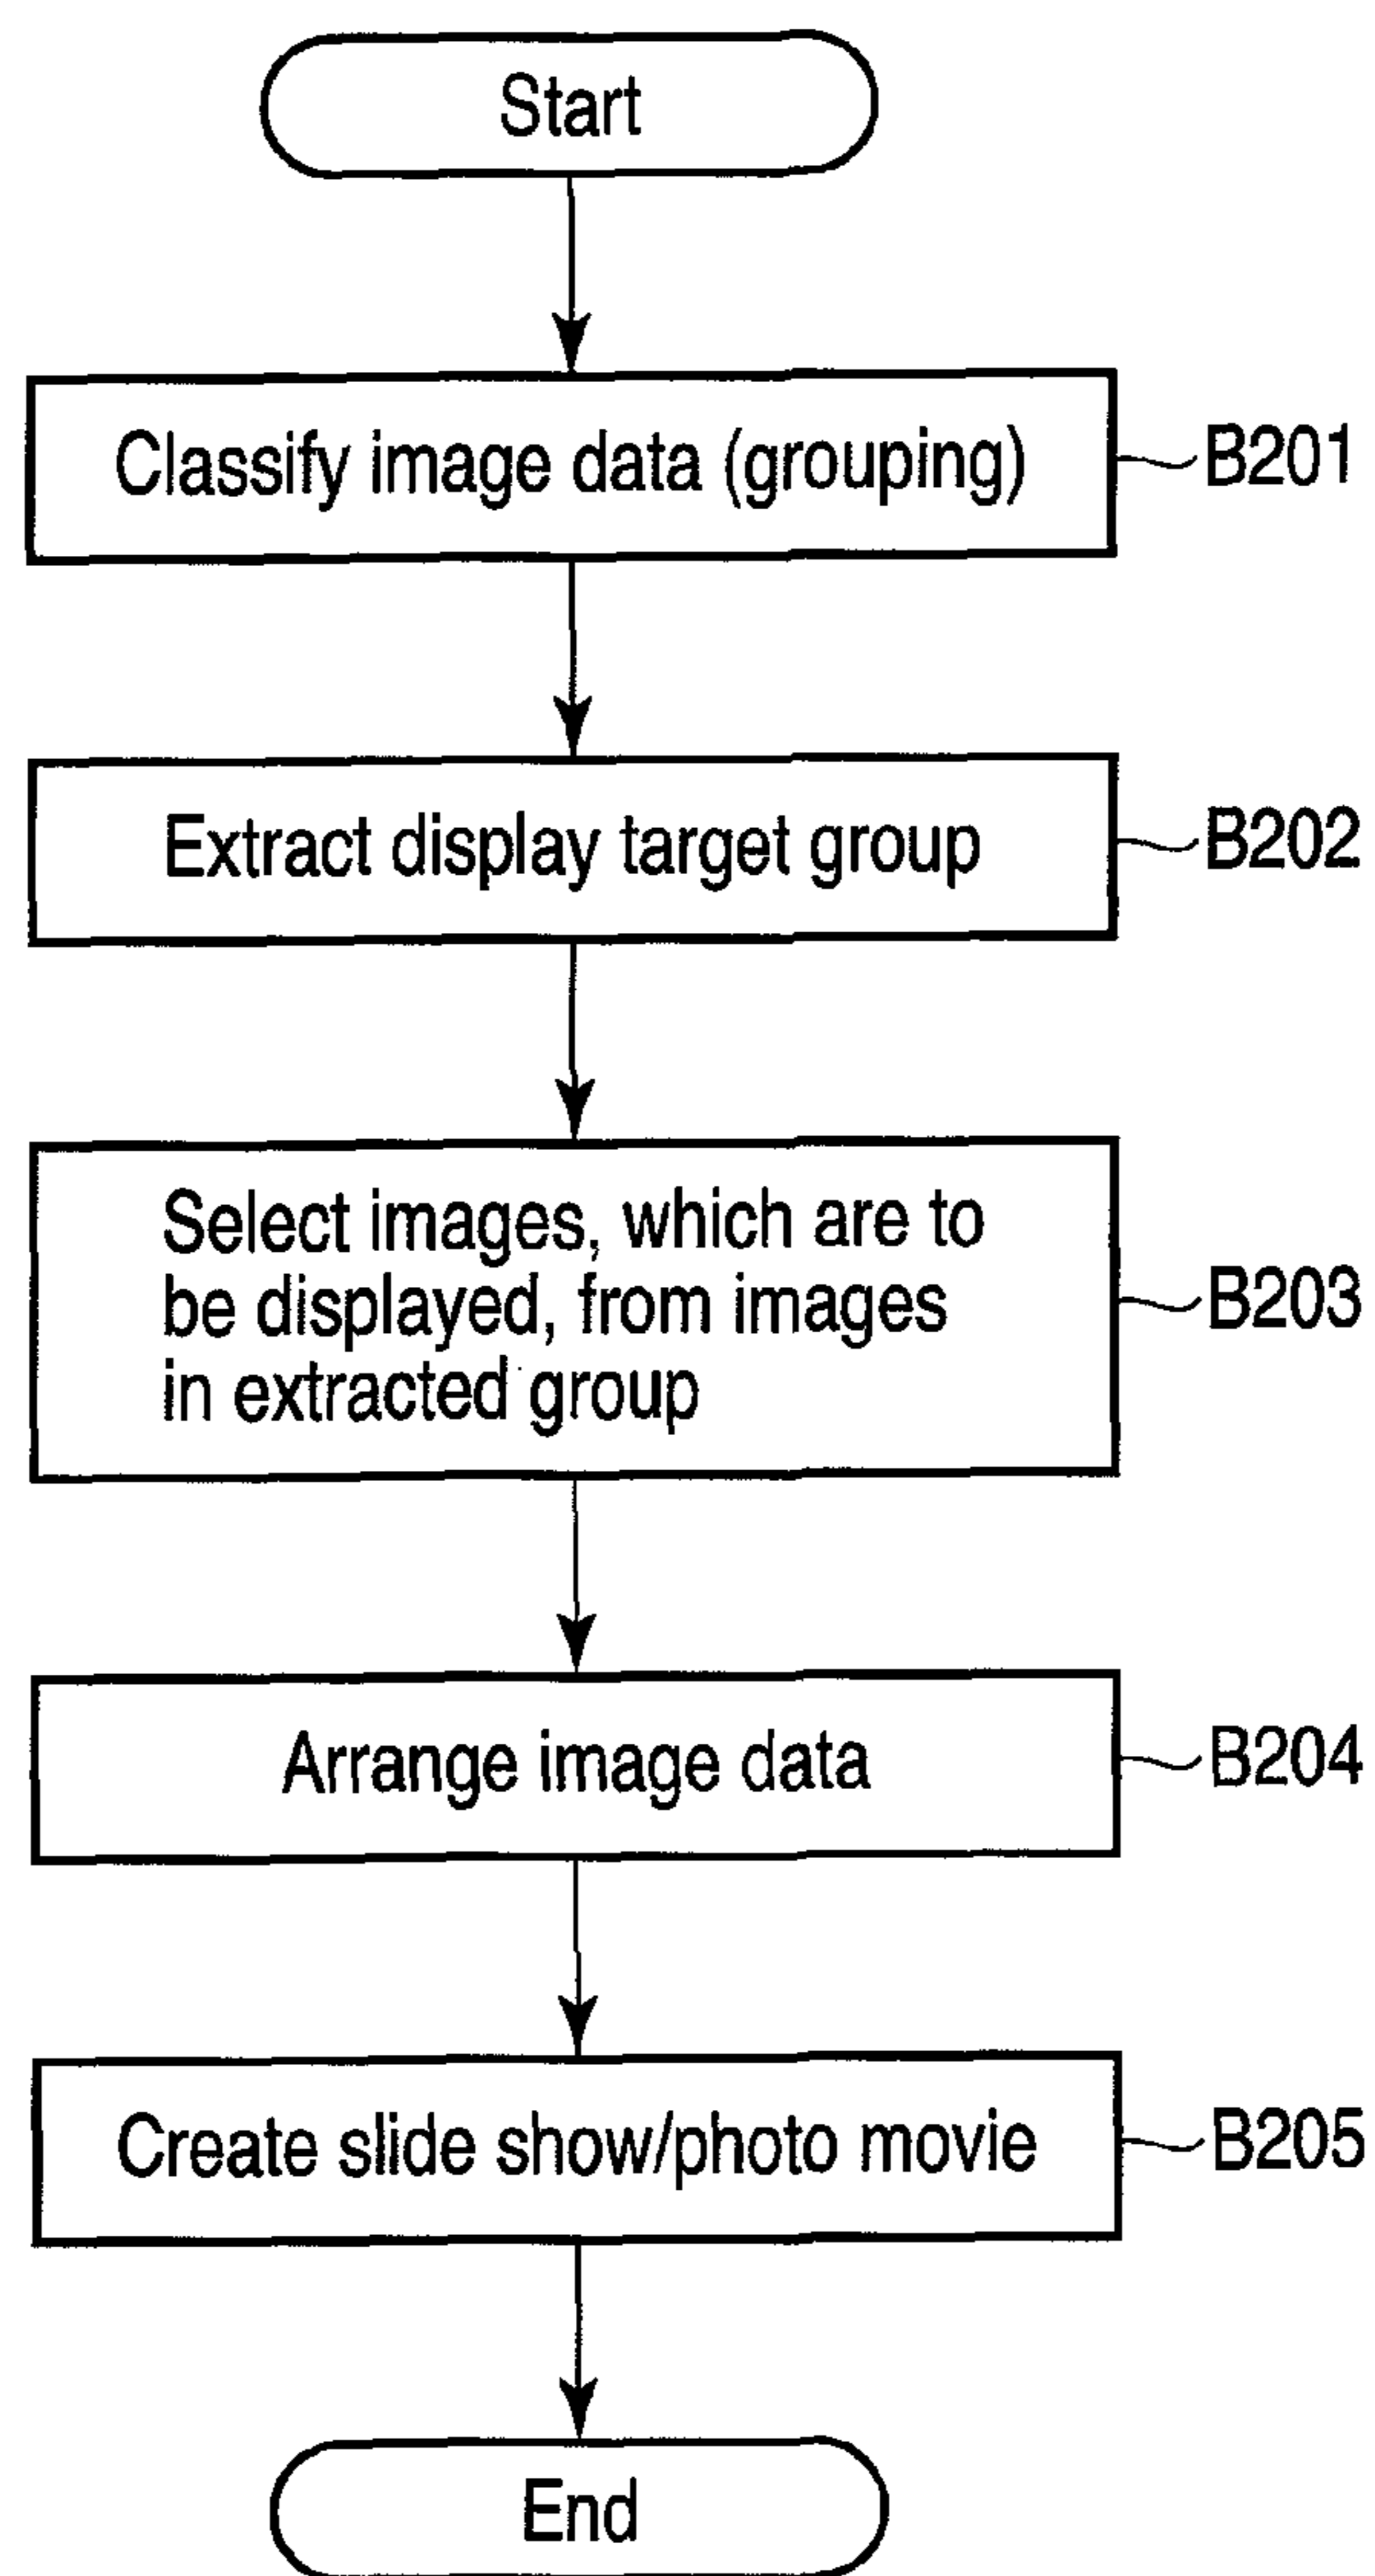 Start
Classify image data (grouping)
B201
Extract display target group
B202
Select images, which are to
be displayed, from images
in extracted group
B203
Arrange image data
B204
Create slide show/photo movie
B205
End